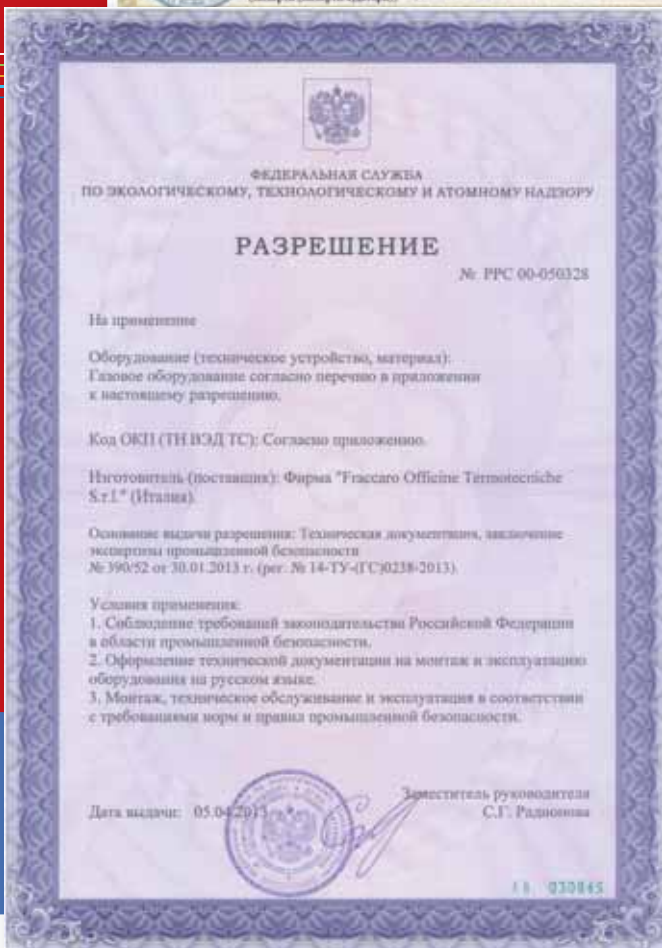 ФЕДЕРАЛЬНАЯ СЛУЖБА
ПО ЭКОЛОГИЧЕСКОМУ, ТЕХНОЛОГИЧЕСКОМУ И АТОМНОМУ НАДЗОРУ
РАЗРЕШЕНИЕ
№ РРС 00-050328
На применение
Оборудование (техническое устройство, материал):
Газовое оборудование согласно перечню в приложении
к настоящему разрешению.
Код ОКП (ТН ВЭД ТС): Согласно приложению.
Изготовитель (поставщик): Фирма "Fraccaro Officine Termotecniche
S.r.l." (Италия).
Основание выдачи разрешения: Техническая документация, заключение
экспертизы промышленной безопасности
№ 390/52 от 30.01.2013 г. (рег. № 14-ТУ-(ГС)0238-2013).
Условия применения:
1. Соблюдение требований законодательства Российской Федерации
в области промышленной безопасности.
2. Оформление технической документации на монтаж и эксплуатацию
оборудования на русском языке.
3. Монтаж, техническое обслуживание и эксплуатация в соответствии
с требованиями норм и правил промышленной безопасности.
Заместитель руководителя
Дата выдачи: 05.04.2013
С.Г. Радионова
030845